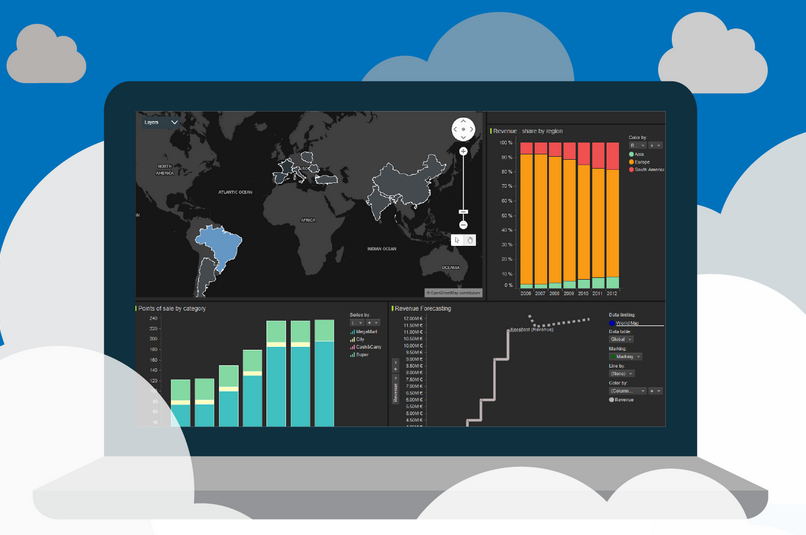 Layers
NORTH
AMERICA
ATLANTIC OCEAN
AFRICA
INDIAN OCEAN
OCEANIA
© OpenStreetMap contributors
Revenue : share by region
100 %
90 %
80 %
70 %
60 %
50 %
40 %
30 %
20 %
10 %
0 %
2006 2007 2008 2009 2010 2011 2012
Color by:
Asia
Europe
South America
Points of sale by category
240
220
200
180
160
140
120
100
80
60
Series by:
MegaMart
City
Cash&Carry
Super
Revenue Forecasting
12.00M €
11.50M €
11.00M €
10.50M €
10.00M €
9.50M €
9.00M €
8.50M €
8.00M €
7.50M €
7.00M €
6.50M €
6.00M €
5.50M €
5.00M €
4.50M €
Revenue
(Revenue)
Data limiting:
WorldMap
Data table:
Global
Marking:
Marking
Line by:
(None)
Color by:
(Column...
Revenue